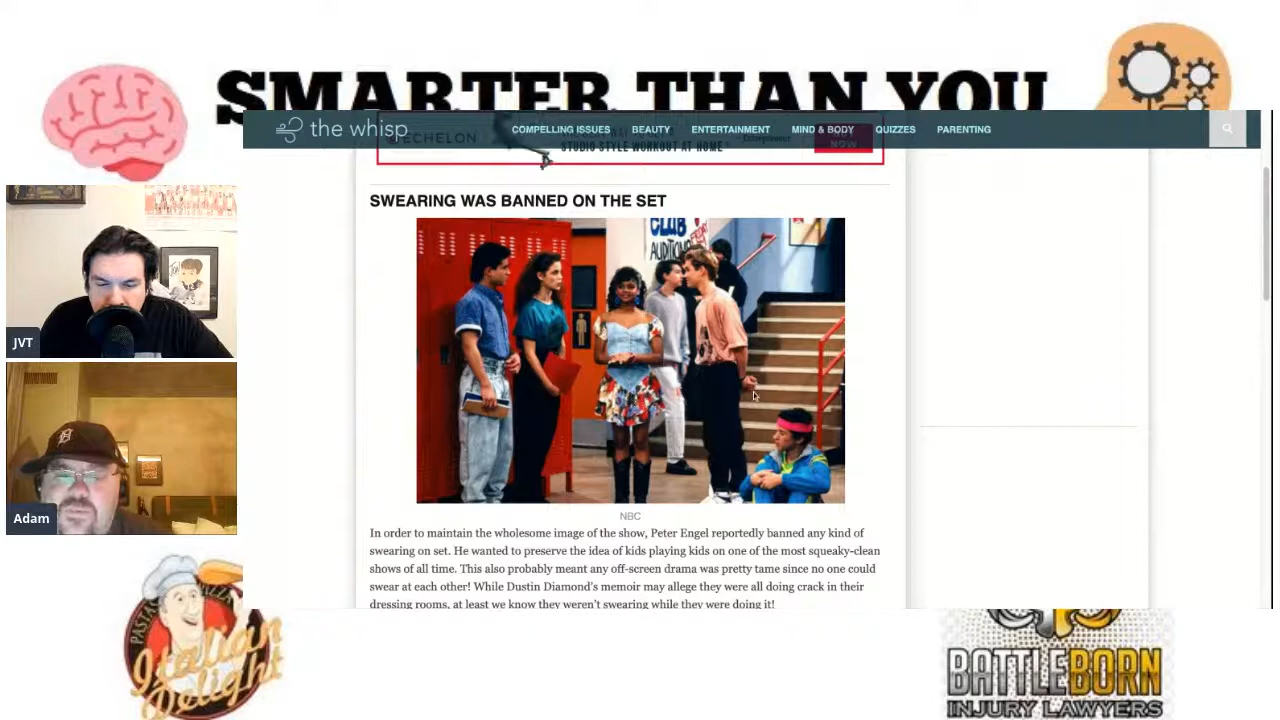 SMARTER THAN YOU
the whisp
COMPELLING ISSUES
BEAUTY
ENTERTAINMENT
MIND & BODY
QUIZZES
PARENTING
ECHELON
STUDIO STYLE WORKOUT AT HOME"
NOW
SWEARING WAS BANNED ON THE SET
CLUB
AUDITIONS
NBC
In order to maintain the wholesome image of the show, Peter Engel reportedly banned any kind of
swearing on set. He wanted to preserve the idea of kids playing kids on one of the most squeaky-clean
shows of all time. This also probably meant any off-screen drama was pretty tame since no one could
swear at each other! While Dustin Diamond's memoir may allege they were all doing crack in their
dressing rooms, at least we know they weren't swearing while they were doing it!
JVT
Adam
PASTA
Italian
Delight
BATTLEBORN
INJURY LAWYERS